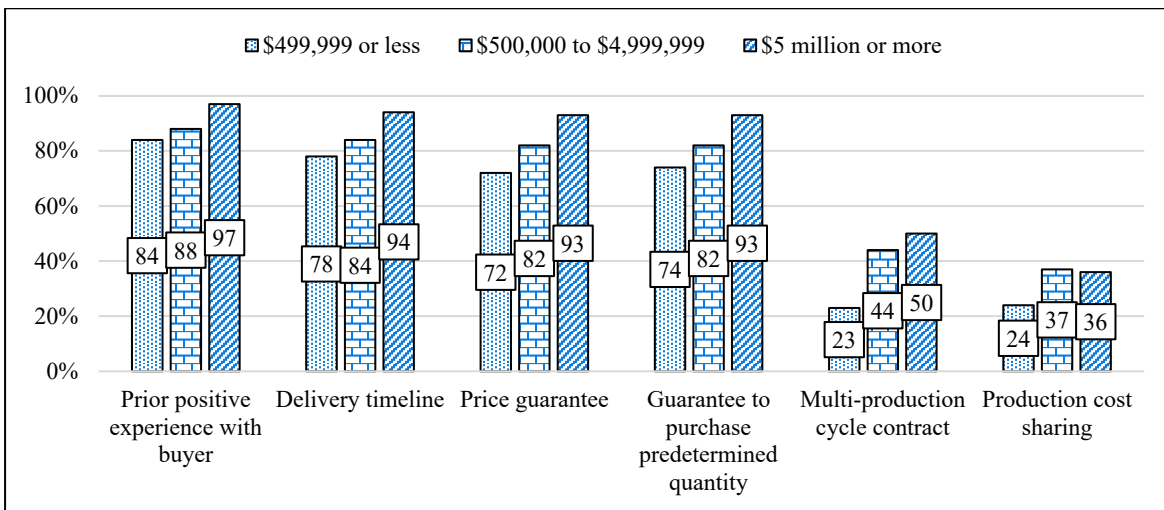 $499,999 or less $500,000 to $4,999,999 $5 million or more
100%
80%
60%
40%
20%
0%
84 88 97 78 84 94 72 82 93 74 82 93 23 44 50 24 37 36
Prior positive experience with buyer
Delivery timeline
Price guarantee
Guarantee to purchase predetermined quantity
Multi-production cycle contract
Production cost sharing